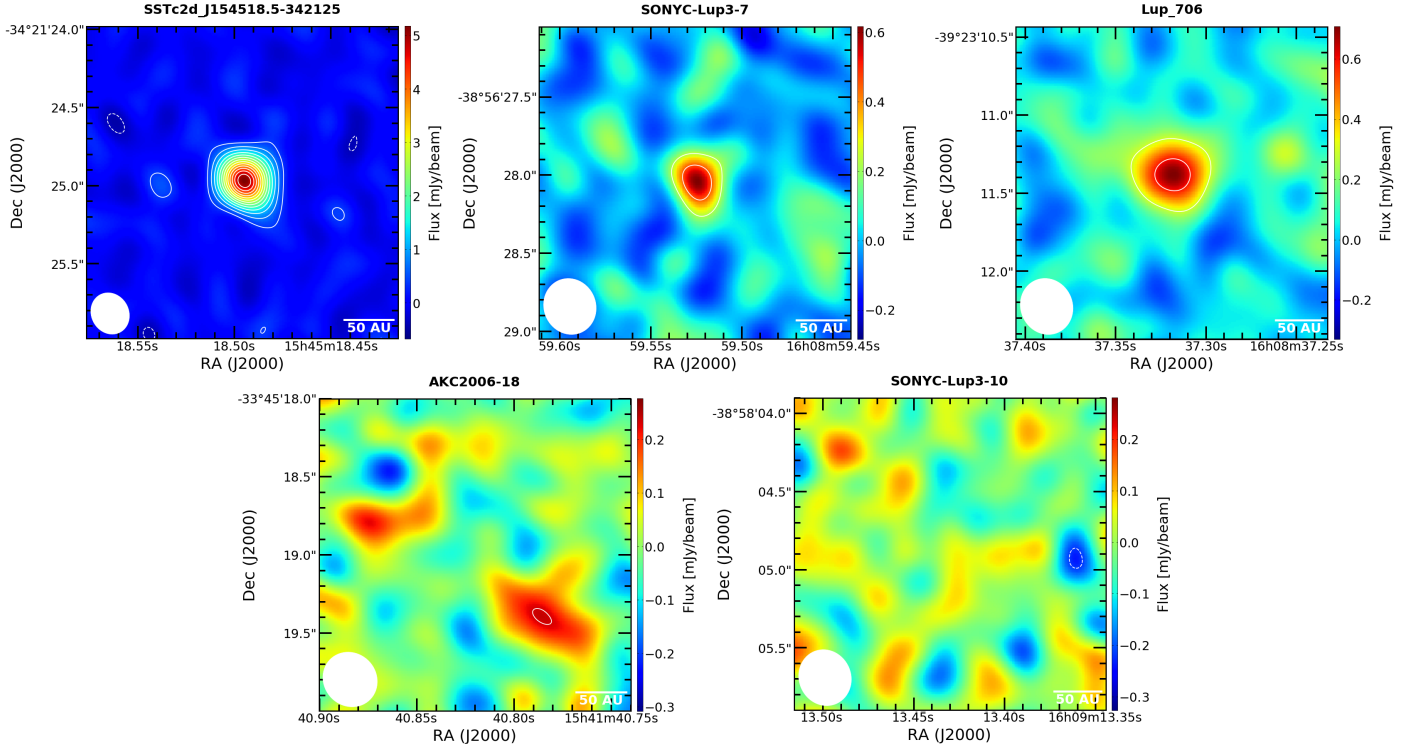 SSTc2d_J154518.5-342125
-34°21'24.0"
24.5"
25.0"
25.5"
Dec (J2000)
18.55s
18.50s
15h45m18.45s
RA (J2000)
50 AU
5
4
3
2
1
0
Flux [mJy/beam]
SONYC-Lup3-7
-38°56'27.5"
28.0"
28.5"
29.0"
Dec (J2000)
59.60s
59.55s
59.50s
16h08m59.45s
RA (J2000)
50 AU
0.6
0.4
0.2
0.0
−0.2
Flux [mJy/beam]
Lup_706
-39°23'10.5"
11.0"
11.5"
12.0"
Dec (J2000)
37.40s
37.35s
37.30s
16h08m37.25s
RA (J2000)
50 AU
0.6
0.4
0.2
0.0
−0.2
Flux [mJy/beam]
AKC2006-18
-33°45'18.0"
18.5"
19.0"
19.5"
Dec (J2000)
40.90s
40.85s
40.80s
15h41m40.75s
RA (J2000)
50 AU
0.2
0.1
0.0
−0.1
−0.2
−0.3
Flux [mJy/beam]
SONYC-Lup3-10
-38°58'04.0"
04.5"
05.0"
05.5"
Dec (J2000)
13.50s
13.45s
13.40s
16h09m13.35s
RA (J2000)
50 AU
0.2
0.1
0.0
−0.1
−0.2
−0.3
Flux [mJy/beam]